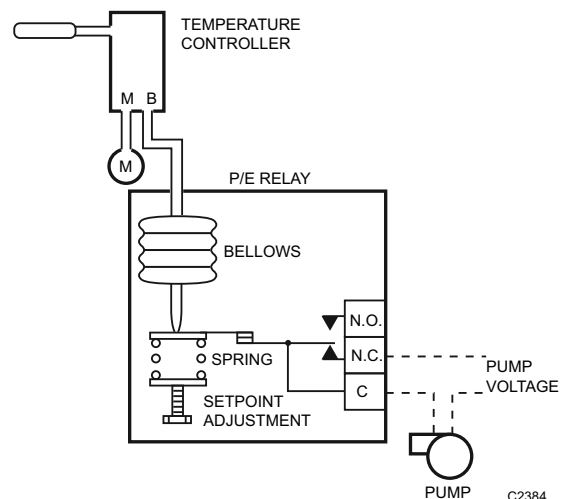 TEMPERATURE
CONTROLLER
M B
M
P/E RELAY
BELLOWS
N.O.
SPRING
N.C.
PUMP
VOLTAGE
C
SETPOINT
ADJUSTMENT
PUMP
C2384